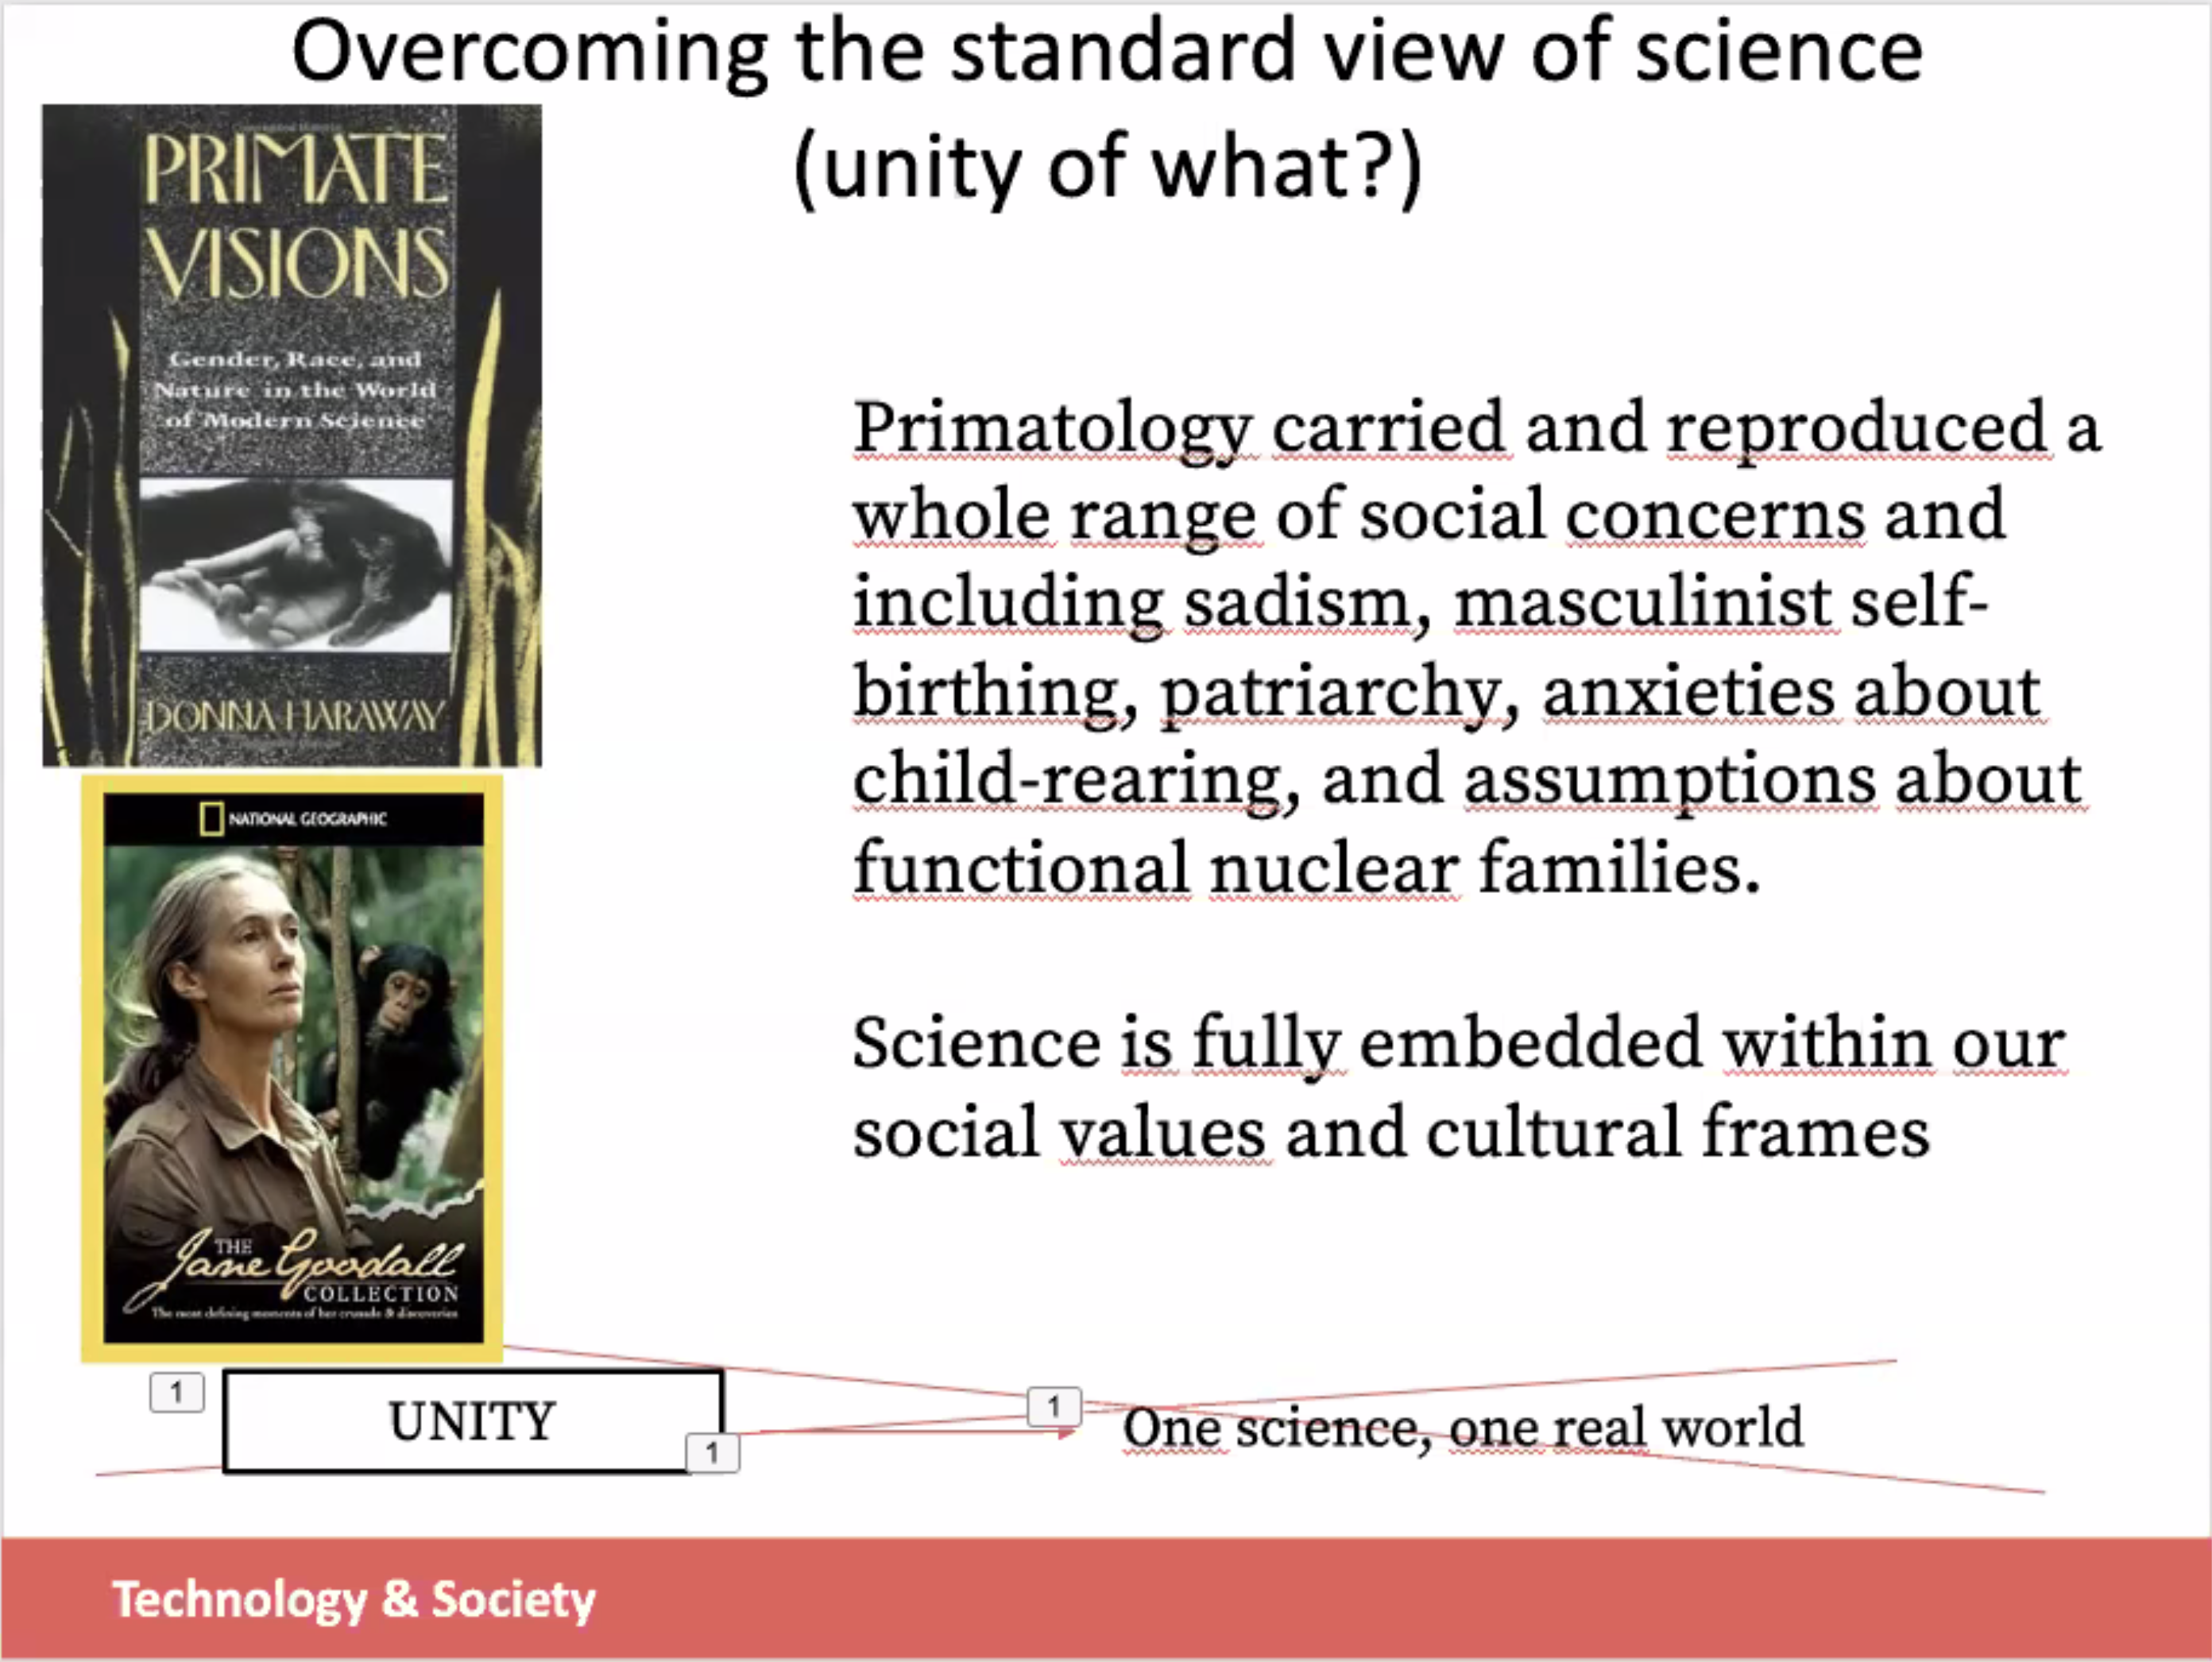 Overcoming the standard view of science
(unity of what?)
PRIMATE
VISIONS
Gender, Race, and
Nature in the World
of Modern Science
DONNA HARAWAY
NATIONAL GEOGRAPHIC
THE
Jane Goodall
COLLECTION
The most defining moments of her crusade & discoveries
Primatology carried and reproduced a
whole range of social concerns and
including sadism, masculinist self-
birthing, patriarchy, anxieties about
child-rearing, and assumptions about
functional nuclear families.
Science is fully embedded within our
social values and cultural frames
1
UNITY
1
1
One science, one real world
Technology & Society